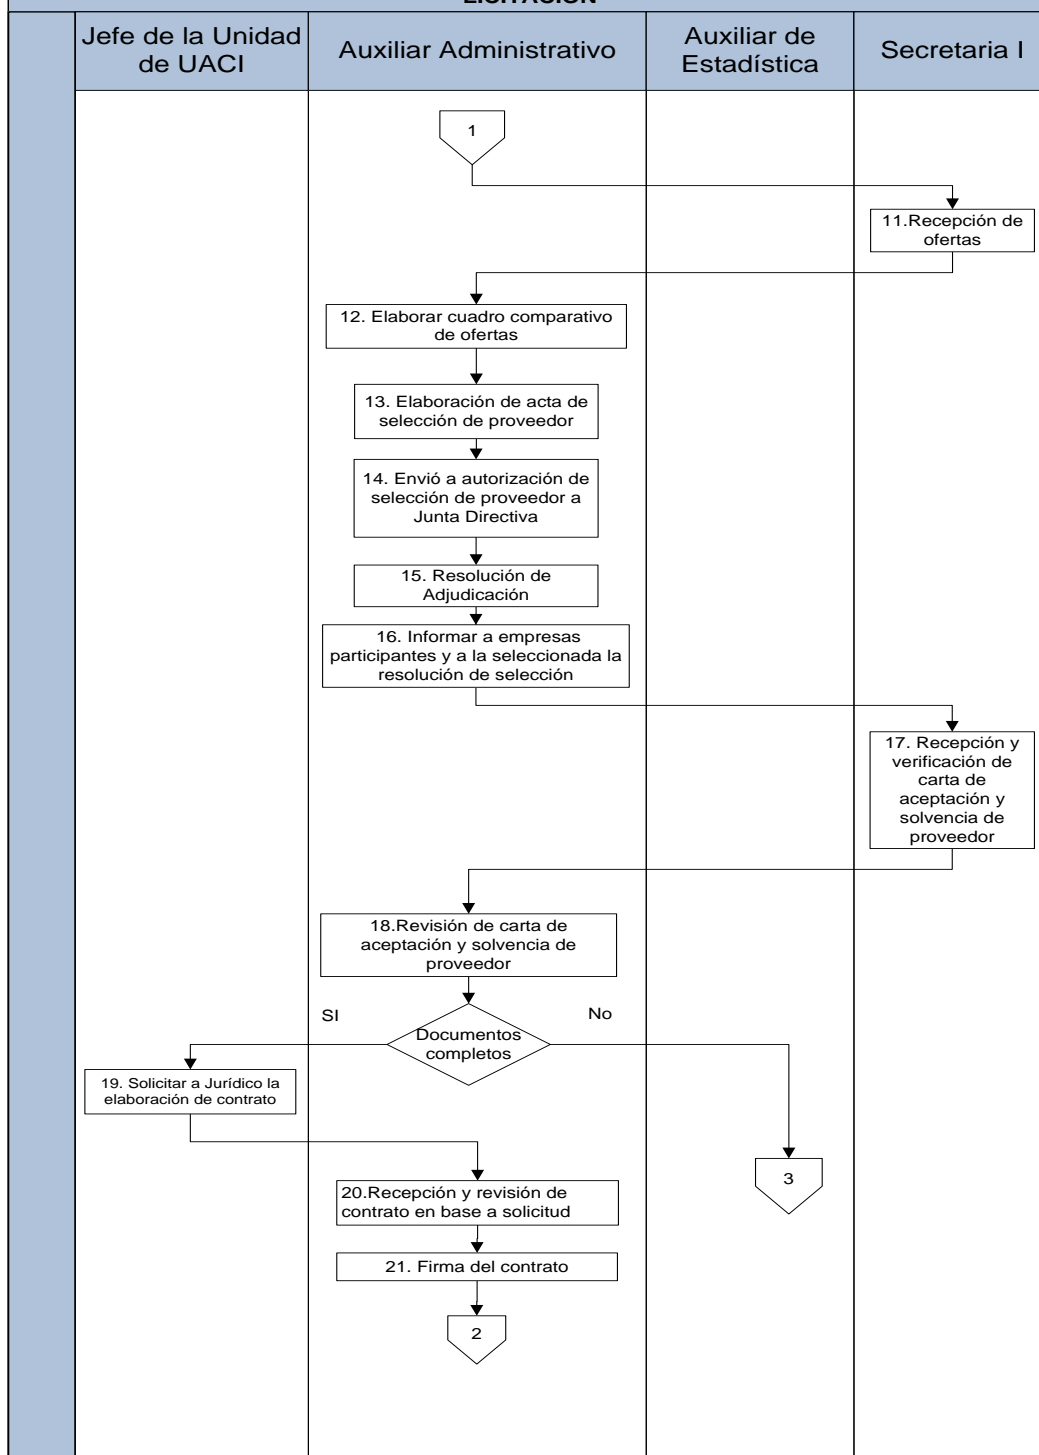 LICITACIÓN
Jefe de la Unidad
de UACI
Auxiliar Administrativo
Auxiliar de
Estadística
Secretaria I
1
11.Recepción de
ofertas
12. Elaborar cuadro comparativo
de ofertas
13. Elaboración de acta de
selección de proveedor
14. Envió a autorización de
selección de proveedor a
Junta Directiva
15. Resolución de
Adjudicación
16. Informar a empresas
participantes y a la seleccionada la
resolución de selección
17. Recepción y
verificación de
carta de
aceptación y
solvencia de
proveedor
18.Revisión de carta de
aceptación y solvencia de
proveedor
SI
No
Documentos
completos
19. Solicitar a Jurídico la
elaboración de contrato
3
20.Recepción y revisión de
contrato en base a solicitud
21. Firma del contrato
2